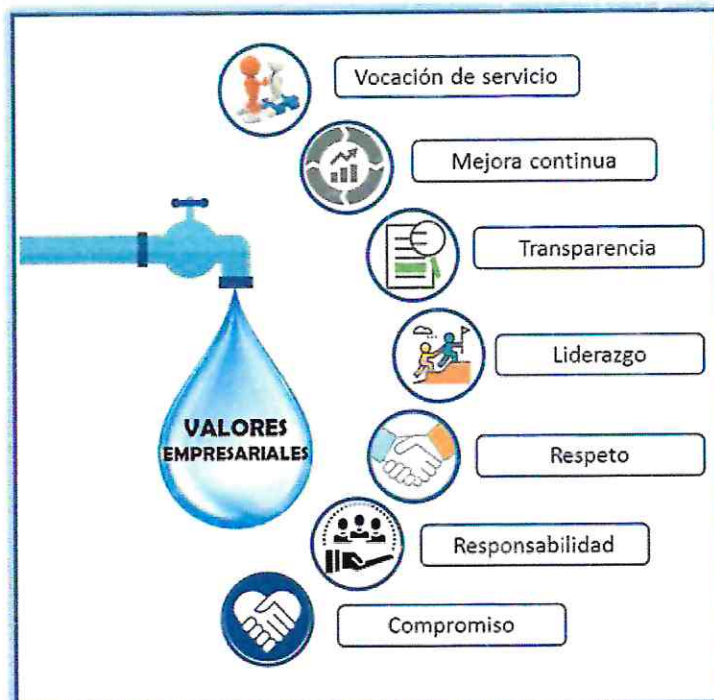 Vocación de servicio
Mejora continua
Transparencia
Liderazgo
VALORES
EMPRESARIALES
Respeto
Responsabilidad
Compromiso